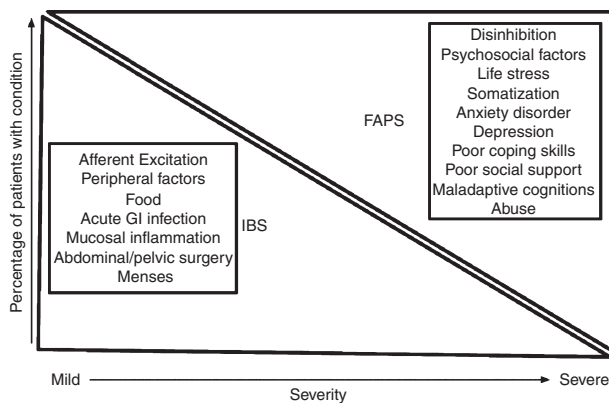 Percentage of patients with condition
Disinhibition
Psychosocial factors
Life stress
Somatization
Anxiety disorder
Depression
Poor coping skills
Poor social support
Maladaptive cognitions
Abuse
FAPS
Afferent Excitation
Peripheral factors
Food
Acute GI infection
Mucosal inflammation
Abdominal/pelvic surgery
Menses
IBS
Mild
Severe
Severity